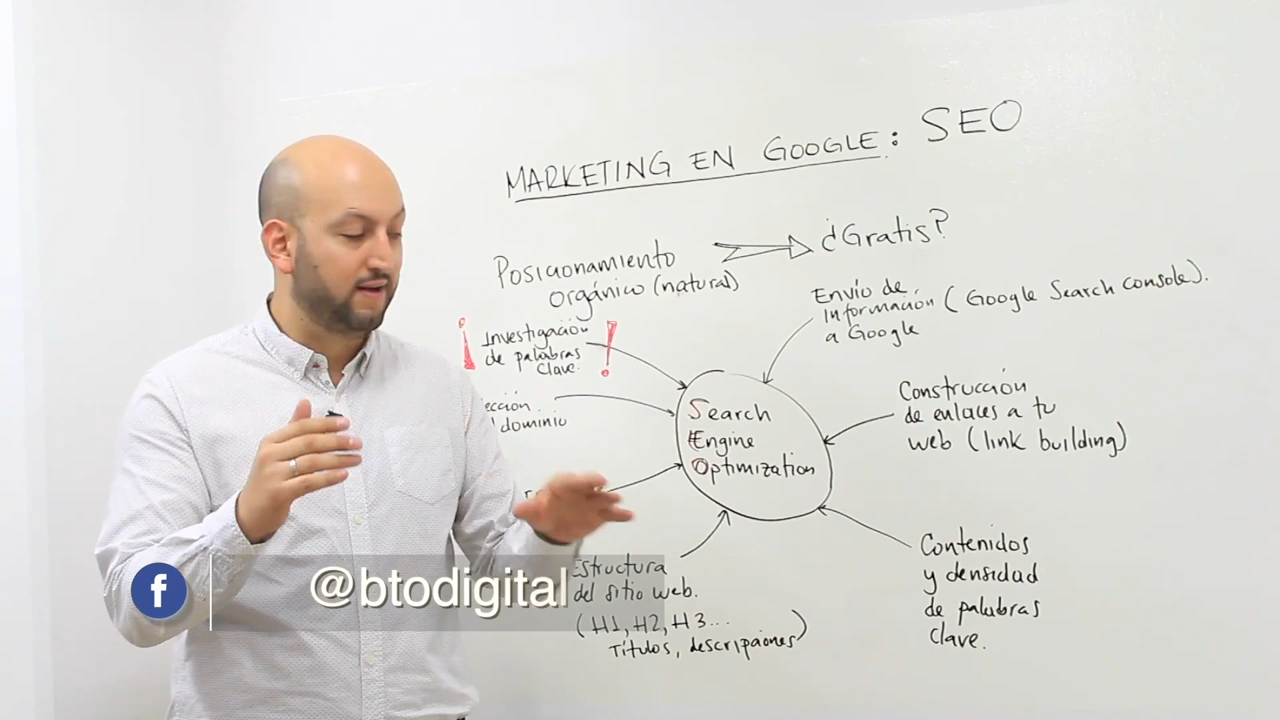 MARKETING EN GOOGLE: SEO
Posicionamiento
orgánico (natural)
¿Gratis?
¡Investigación
de palabras
clave.!
Envío de
información (Google Search console).
a Google
dominio
Search
Engine
Optimization
Construcción
de enlaces a tu
web (link building)
Estructura
del sitio web.
(H1, H2, H3...
Títulos, descripciones)
Contenidos
y densidad
de palabras
clave.
f
@btodigital